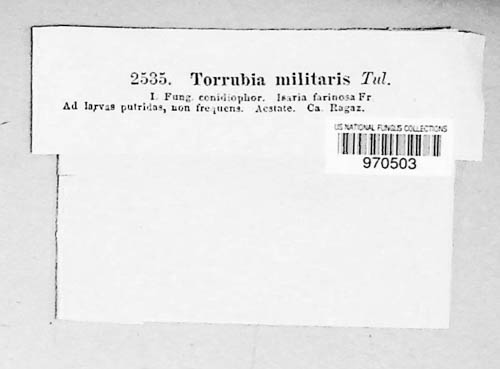 2535. Torrubia militaris Tul.
I. Fung. conidiophor. Isaria farinosa Fr
Ad larvas putridas, non frequens. Aestate. Ca. Ragaz.
US NATIONAL FUNGUS COLLECTIONS
970503